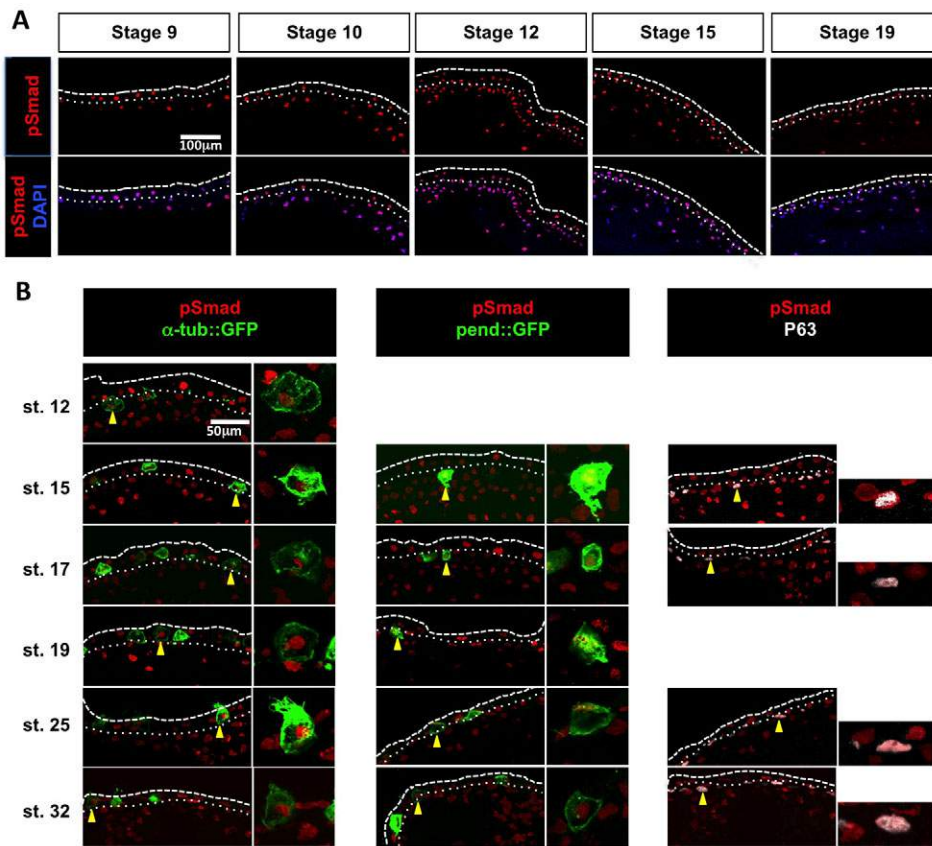 A
Stage 9
Stage 10
Stage 12
Stage 15
Stage 19
pSmad
100μm
pSmad
DAPI
B
pSmad
α-tub::GFP
pSmad
pend::GFP
pSmad
P63
st. 12
50μm
st. 15
st. 17
st. 19
st. 25
st. 32